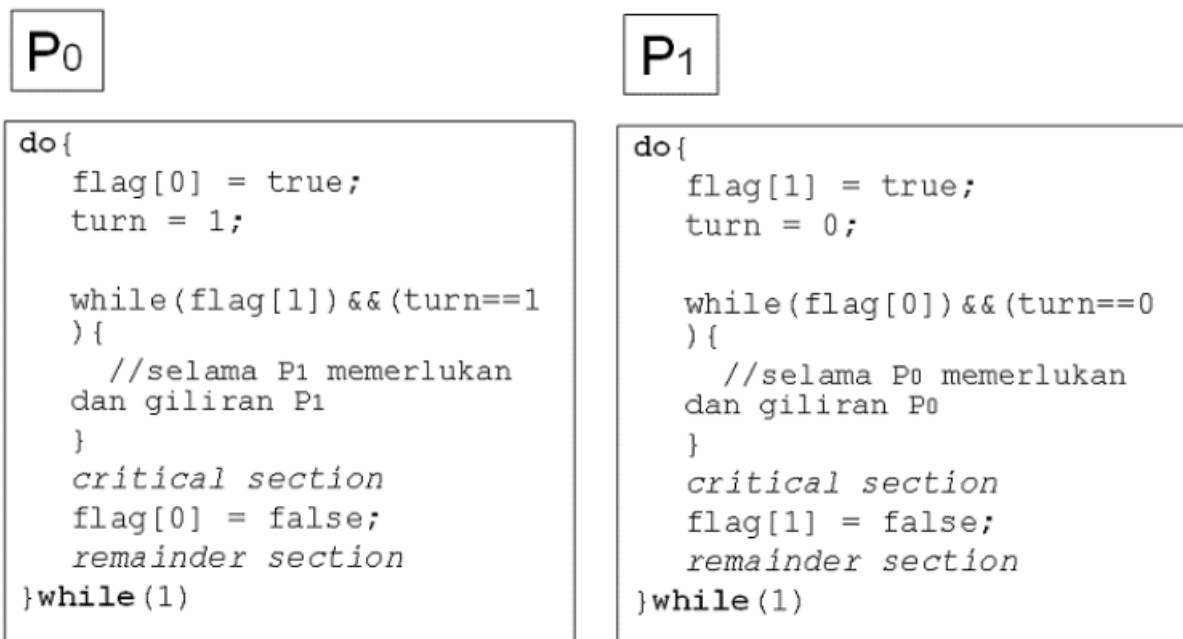 P0
do{
flag[0] = true;
turn = 1;
while(flag[1])&&(turn==1
){
//selama P1 memerlukan
dan giliran P1
}
critical section
flag[0] = false;
remainder section
}while(1)
P1
do{
flag[1] = true;
turn = 0;
while(flag[0])&&(turn==0
){
//selama P0 memerlukan
dan giliran P0
}
critical section
flag[1] = false;
remainder section
}while(1)